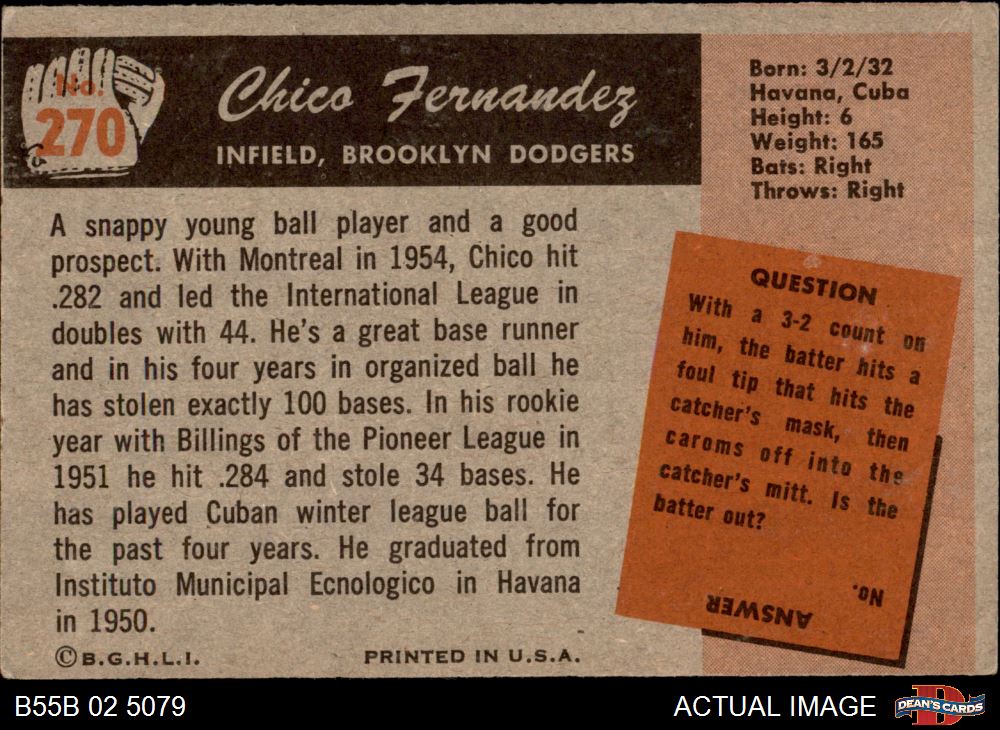 No.
270
Chico Fernandez
INFIELD, BROOKLYN DODGERS
Born: 3/2/32
Havana, Cuba
Height: 6
Weight: 165
Bats: Right
Throws: Right
A snappy young ball player and a good
prospect. With Montreal in 1954, Chico hit
.282 and led the International League in
doubles with 44. He's a great base runner
and in his four years in organized ball he
has stolen exactly 100 bases. In his rookie
year with Billings of the Pioneer League in
1951 he hit .284 and stole 34 bases. He
has played Cuban winter league ball for
the past four years. He graduated from
Instituto Municipal Ecnologico in Havana
in 1950.
©B.G.H.L.I.
PRINTED IN U.S.A.
QUESTION
With a 3-2 count on
him, the batter hits a
foul tip that hits the
catcher's mask, then
caroms off into the
catcher's mitt. Is the
batter out?
ANSWER
No.
B55B 02 5079
ACTUAL IMAGE
D
DEAN'S CARDS